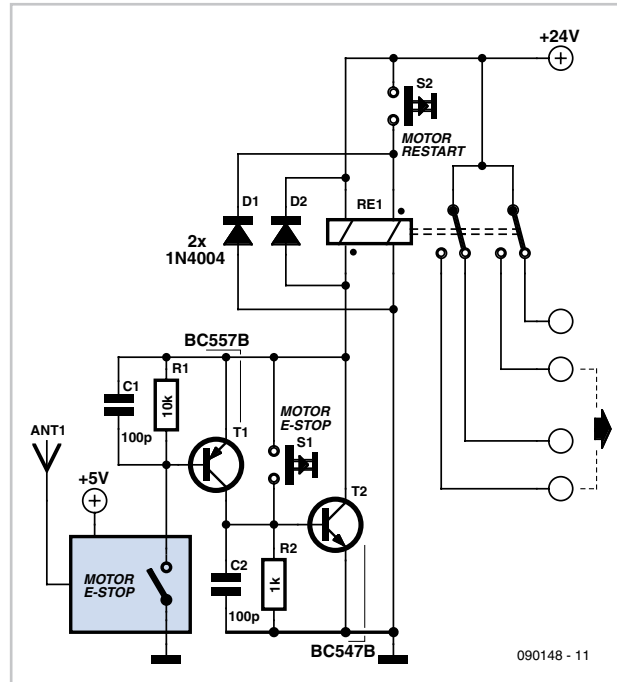 +24V
S2
MOTOR
RESTART
D1
D2
RE1
2x
1N4004
BC557B
R1
C1
10k
MOTOR
E-STOP
ANT1
100p
T1
S1
+5V
T2
R2
C2
MOTOR
E-STOP
1k
100p
BC547B
090148 - 11